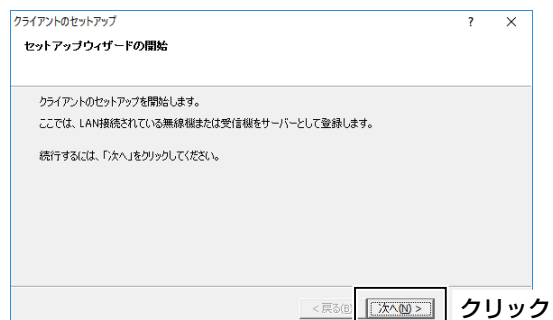 クライアントのセットアップ ? ×
セットアップウィザードの開始
クライアントのセットアップを開始します。
ここでは、LAN接続されている無線機または受信機をサーバーとして登録します。
続行するには、「次へ」をクリックしてください。
< 戻る(B) 次へ(N) > クリック